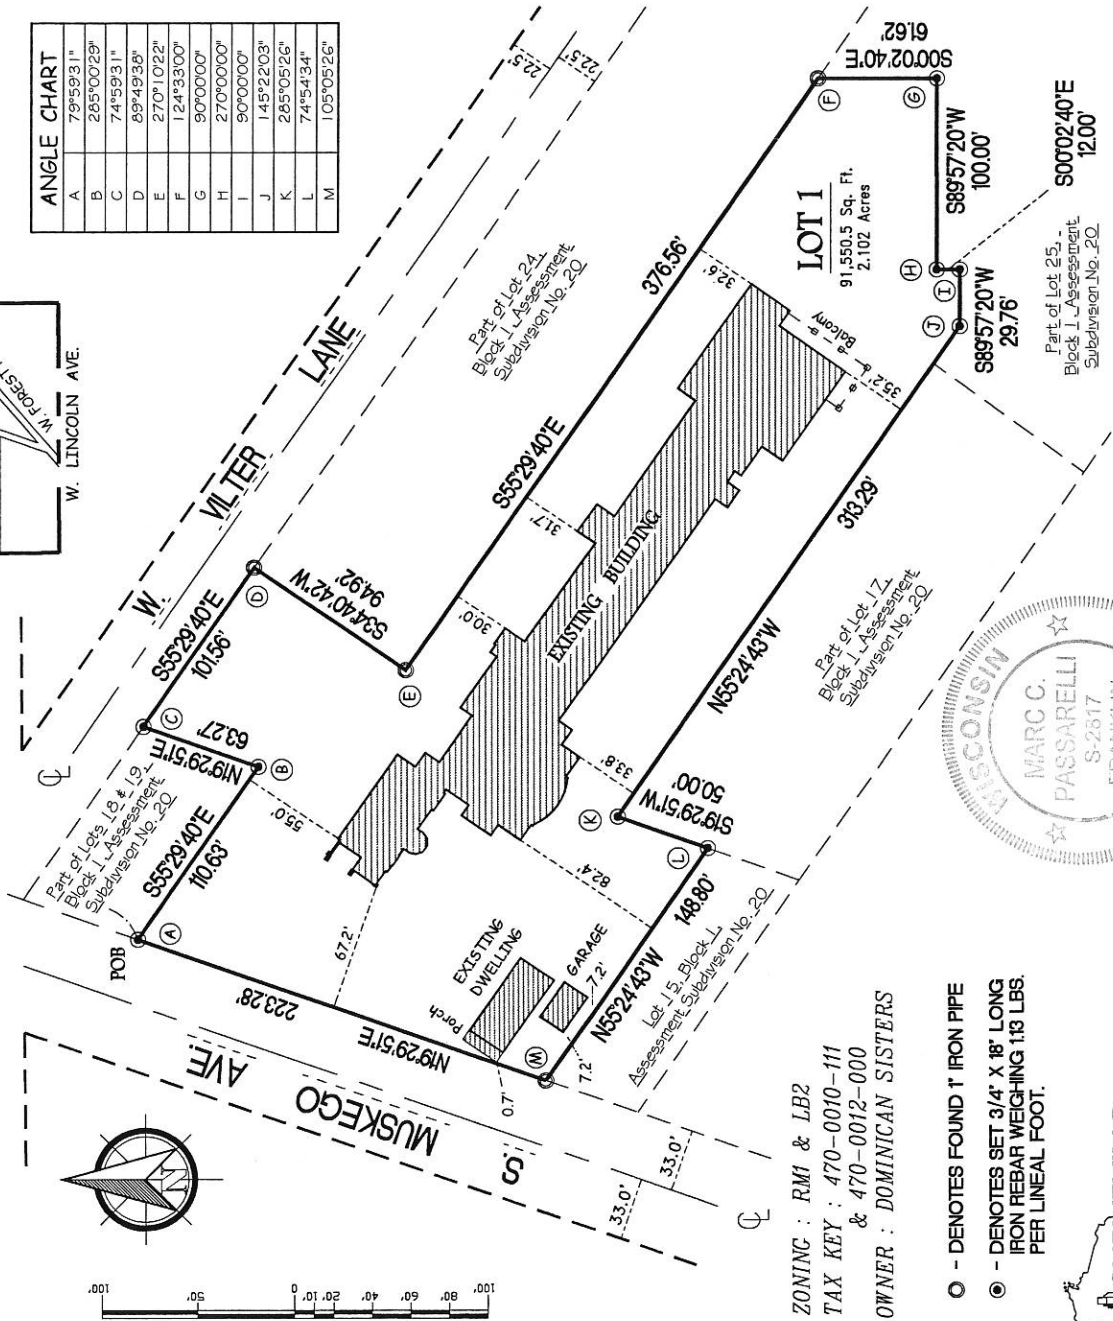 ANGLE CHART
A 79°59'31"
B 285°00'29"
C 74°59'31"
D 89°49'38"
E 270°10'22"
F 124°33'00"
G 90°00'00"
H 270°00'00"
I 90°00'00"
J 145°22'03"
K 285°05'26"
L 74°54'34"
M 105°05'26"
W. FOREST
W. LINCOLN AVE.
W. VILTER LANE
22.5'
22.5'
Part of Lot 24,
Block 1, Assessment
Subdivision No. 20
Part of Lots 18 & 19,
Block 1, Assessment
Subdivision No. 20
POB
A
S55°29'40"E
110.63'
B
N19°29'51"E
63.27'
C
S55°29'40"E
101.56'
D
S34°40'42"W
94.92'
E
S55°29'40"E
376.56'
F
S00°02'40"E
61.62'
G
S89°57'20"W
100.00'
H
S00°02'40"E
12.00'
I
S89°57'20"W
29.76'
J
N55°24'43"W
313.29'
K
S19°29'51"W
50.00'
L
N55°24'43"W
148.80'
M
N19°29'51"E
223.28'
LOT 1
91,550.5 Sq. Ft.
2.102 Acres
EXISTING BUILDING
Balcony
32.6'
35.2'
31.7'
30.0'
33.8'
55.0'
82.4'
67.2'
EXISTING
DWELLING
Porch
GARAGE
7.2'
7.2'
0.7'
Part of Lot 25,
Block 1, Assessment
Subdivision No. 20
Part of Lot 17,
Block 1, Assessment
Subdivision No. 20
Lot 15, Block 1,
Assessment Subdivision No. 20
S. MUSKEGO AVE.
33.0'
33.0'
CL
CL
N
100'
50'
0
10'
20'
40'
60'
80'
100'
ZONING : RM1 & LB2
TAX KEY : 470-0010-111
& 470-0012-000
OWNER : DOMINICAN SISTERS
- DENOTES FOUND 1" IRON PIPE
- DENOTES SET 3/4" X 18" LONG
IRON REBAR WEIGHING 1.13 LBS.
PER LINEAL FOOT.
WISCONSIN
MARC C.
PASSARELLI
S-2817